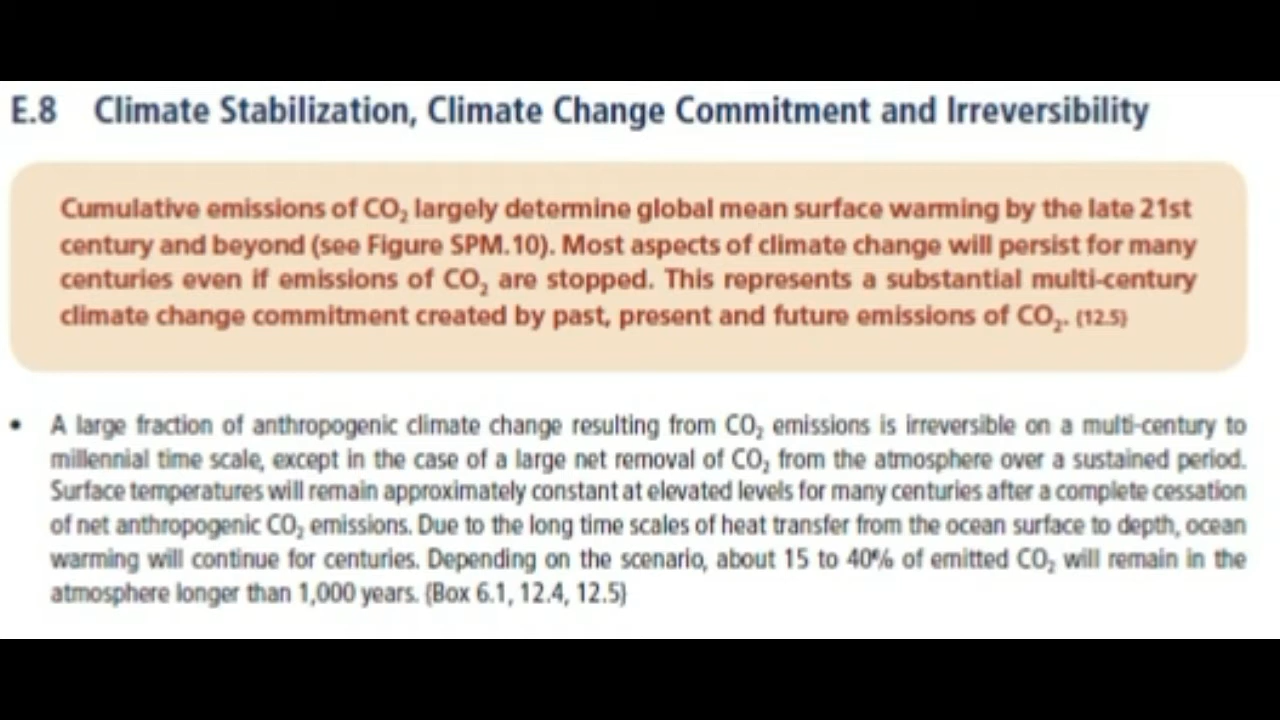 E.8 Climate Stabilization, Climate Change Commitment and Irreversibility
Cumulative emissions of CO₂ largely determine global mean surface warming by the late 21st
century and beyond (see Figure SPM.10). Most aspects of climate change will persist for many
centuries even if emissions of CO₂ are stopped. This represents a substantial multi-century
climate change commitment created by past, present and future emissions of CO₂. {12.5}
• A large fraction of anthropogenic climate change resulting from CO₂ emissions is irreversible on a multi-century to
millennial time scale, except in the case of a large net removal of CO₂ from the atmosphere over a sustained period.
Surface temperatures will remain approximately constant at elevated levels for many centuries after a complete cessation
of net anthropogenic CO₂ emissions. Due to the long time scales of heat transfer from the ocean surface to depth, ocean
warming will continue for centuries. Depending on the scenario, about 15 to 40% of emitted CO₂ will remain in the
atmosphere longer than 1,000 years. {Box 6.1, 12.4, 12.5}